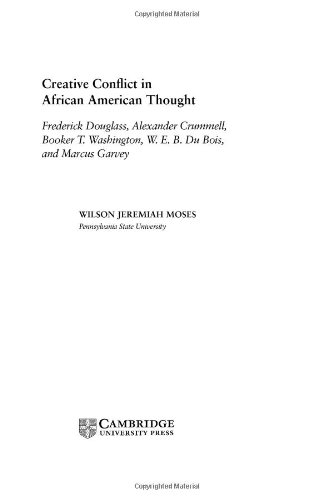 Copyrighted Material
Creative Conflict in
African American Thought
Frederick Douglass, Alexander Crummell,
Booker T. Washington, W. E. B. Du Bois,
and Marcus Garvey
WILSON JEREMIAH MOSES
Pennsylvania State University
CAMBRIDGE
UNIVERSITY PRESS
Copyrighted Material